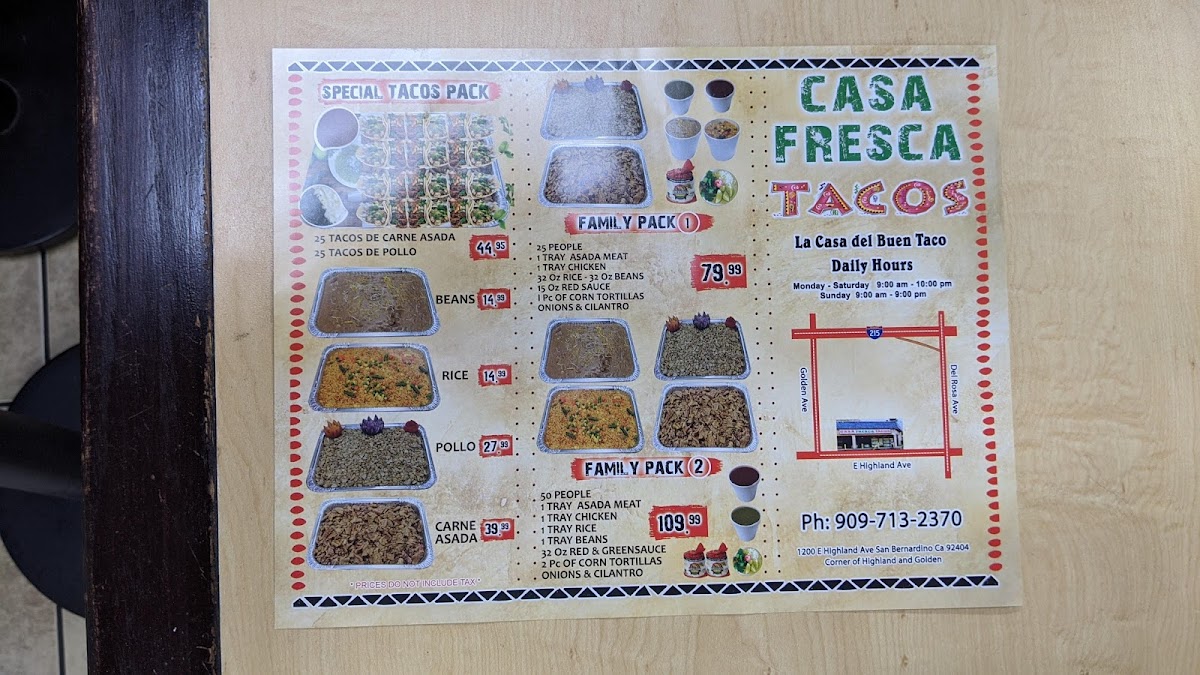 SPECIAL TACOS PACK
25 TACOS DE CARNE ASADA
25 TACOS DE POLLO
44.95
BEANS 14.99
RICE 14.99
POLLO 27.99
CARNE
ASADA 39.99
* PRICES DO NOT INCLUDE TAX *
FAMILY PACK 1
25 PEOPLE
1 TRAY ASADA MEAT
1 TRAY CHICKEN
32 Oz RICE - 32 Oz BEANS
15 Oz RED SAUCE
1 Pc OF CORN TORTILLAS
ONIONS & CILANTRO
79.99
FAMILY PACK 2
50 PEOPLE
1 TRAY ASADA MEAT
1 TRAY CHICKEN
1 TRAY RICE
1 TRAY BEANS
32 Oz RED & GREENSAUCE
2 Pc OF CORN TORTILLAS
ONIONS & CILANTRO
109.99
CASA
FRESCA
TACOS
La Casa del Buen Taco
Daily Hours
Monday - Saturday 9:00 am - 10:00 pm
Sunday 9:00 am - 9:00 pm
215
Golden Ave
Del Rosa Ave
E Highland Ave
Ph: 909-713-2370
1200 E Highland Ave San Bernardino Ca 92404
Corner of Highland and Golden